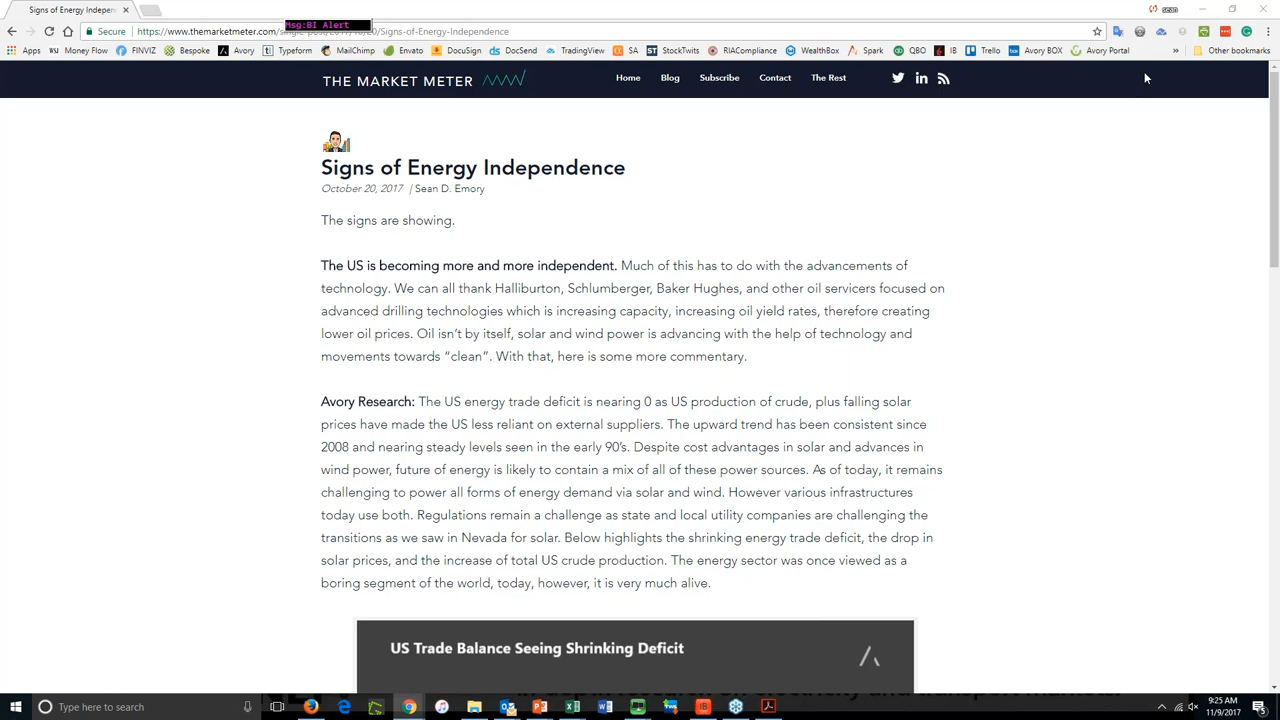 Signs of Energy Indepen
Msg:BI Alert
sean
Secure
https://www.themarketmeter.com/single-post/2017/10/20/Signs-of-Energy-Independence
Apps WSJ Money Flow FINVIZ Bespoke Avory Typeform MailChimp Envato DocuSign DocSend TradingView SA StockTwits RIACompliance WealthBox Spark QBO IB Trello Avory BOX Avory Portal » Other bookmarks
THE MARKET METER
Home Blog Subscribe Contact The Rest
Signs of Energy Independence
October 20, 2017 | Sean D. Emory
The signs are showing.
The US is becoming more and more independent. Much of this has to do with the advancements of
technology. We can all thank Halliburton, Schlumberger, Baker Hughes, and other oil servicers focused on
advanced drilling technologies which is increasing capacity, increasing oil yield rates, therefore creating
lower oil prices. Oil isn't by itself, solar and wind power is advancing with the help of technology and
movements towards "clean". With that, here is some more commentary.
Avory Research: The US energy trade deficit is nearing 0 as US production of crude, plus falling solar
prices have made the US less reliant on external suppliers. The upward trend has been consistent since
2008 and nearing steady levels seen in the early 90's. Despite cost advantages in solar and advances in
wind power, future of energy is likely to contain a mix of all of these power sources. As of today, it remains
challenging to power all forms of energy demand via solar and wind. However various infrastructures
today use both. Regulations remain a challenge as state and local utility companies are challenging the
transitions as we saw in Nevada for solar. Below highlights the shrinking energy trade deficit, the drop in
solar prices, and the increase of total US crude production. The energy sector was once viewed as a
boring segment of the world, today, however, it is very much alive.
US Trade Balance Seeing Shrinking Deficit
Type here to search
9:25 AM
11/9/2017